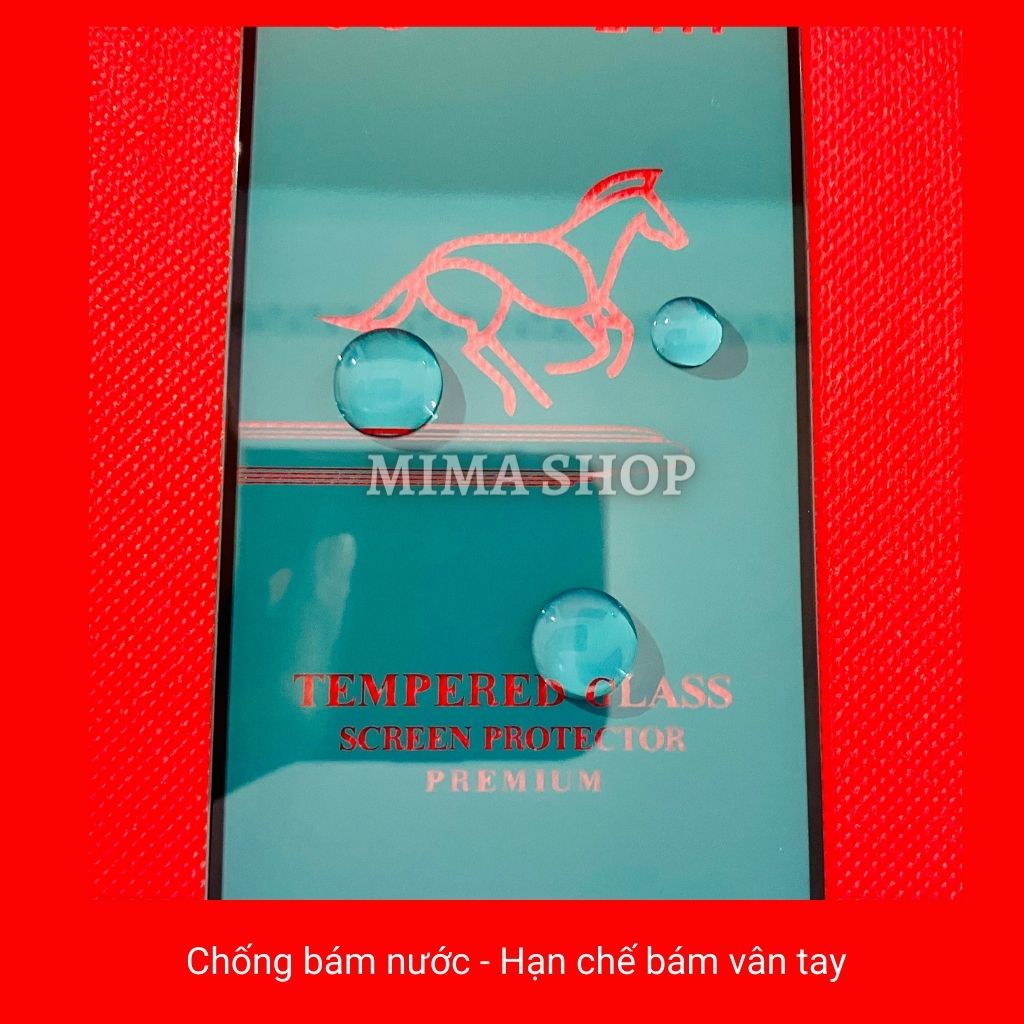 MIMA SHOP
TEMPERED GLASS
SCREEN PROTECTOR
PREMIUM
Chống bám nước - Hạn chế bám vân tay